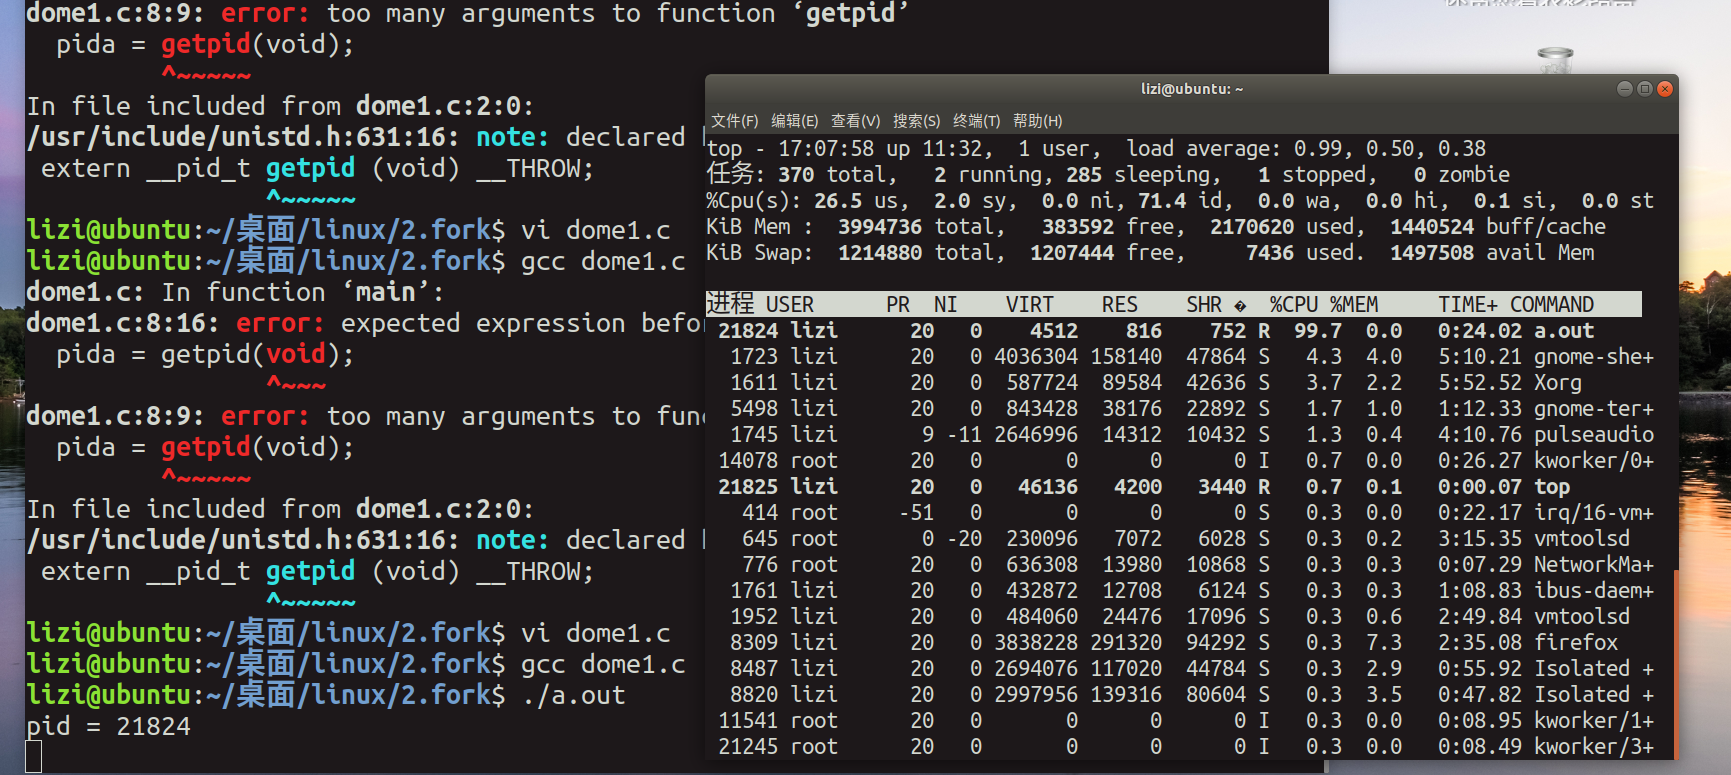 dome1.c:8:9: error: too many arguments to function ‘getpid’
pida = getpid(void);
^~~~~~
In file included from dome1.c:2:0:
/usr/include/unistd.h:631:16: note: declared
extern __pid_t getpid (void) __THROW;
^~~~~~
lizi@ubuntu:~/桌面/linux/2.fork$ vi dome1.c
lizi@ubuntu:~/桌面/linux/2.fork$ gcc dome1.c
dome1.c: In function ‘main’:
dome1.c:8:16: error: expected expression befor
pida = getpid(void);
^~~~
dome1.c:8:9: error: too many arguments to func
pida = getpid(void);
^~~~~~
In file included from dome1.c:2:0:
/usr/include/unistd.h:631:16: note: declared
extern __pid_t getpid (void) __THROW;
^~~~~~
lizi@ubuntu:~/桌面/linux/2.fork$ vi dome1.c
lizi@ubuntu:~/桌面/linux/2.fork$ gcc dome1.c
lizi@ubuntu:~/桌面/linux/2.fork$ ./a.out
pid = 21824
lizi@ubuntu: ~
文件(F) 编辑(E) 查看(V) 搜索(S) 终端(T) 帮助(H)
top - 17:07:58 up 11:32, 1 user, load average: 0.99, 0.50, 0.38
任务: 370 total, 2 running, 285 sleeping, 1 stopped, 0 zombie
%Cpu(s): 26.5 us, 2.0 sy, 0.0 ni, 71.4 id, 0.0 wa, 0.0 hi, 0.1 si, 0.0 st
KiB Mem : 3994736 total, 383592 free, 2170620 used, 1440524 buff/cache
KiB Swap: 1214880 total, 1207444 free, 7436 used. 1497508 avail Mem
进程 USER PR NI VIRT RES SHR � %CPU %MEM TIME+ COMMAND
21824 lizi 20 0 4512 816 752 R 99.7 0.0 0:24.02 a.out
1723 lizi 20 0 4036304 158140 47864 S 4.3 4.0 5:10.21 gnome-she+
1611 lizi 20 0 587724 89584 42636 S 3.7 2.2 5:52.52 Xorg
5498 lizi 20 0 843428 38176 22892 S 1.7 1.0 1:12.33 gnome-ter+
1745 lizi 9 -11 2646996 14312 10432 S 1.3 0.4 4:10.76 pulseaudio
14078 root 20 0 0 0 0 I 0.7 0.0 0:26.27 kworker/0+
21825 lizi 20 0 46136 4200 3440 R 0.7 0.1 0:00.07 top
414 root -51 0 0 0 0 S 0.3 0.0 0:22.17 irq/16-vm+
645 root 0 -20 230096 7072 6028 S 0.3 0.2 3:15.35 vmtoolsd
776 root 20 0 636308 13980 10868 S 0.3 0.3 0:07.29 NetworkMa+
1761 lizi 20 0 432872 12708 6124 S 0.3 0.3 1:08.83 ibus-daem+
1952 lizi 20 0 484060 24476 17096 S 0.3 0.6 2:49.84 vmtoolsd
8309 lizi 20 0 3838228 291320 94292 S 0.3 7.3 2:35.08 firefox
8487 lizi 20 0 2694076 117020 44784 S 0.3 2.9 0:55.92 Isolated +
8820 lizi 20 0 2997956 139316 80604 S 0.3 3.5 0:47.82 Isolated +
11541 root 20 0 0 0 0 I 0.3 0.0 0:08.95 kworker/1+
21245 root 20 0 0 0 0 I 0.3 0.0 0:08.49 kworker/3+